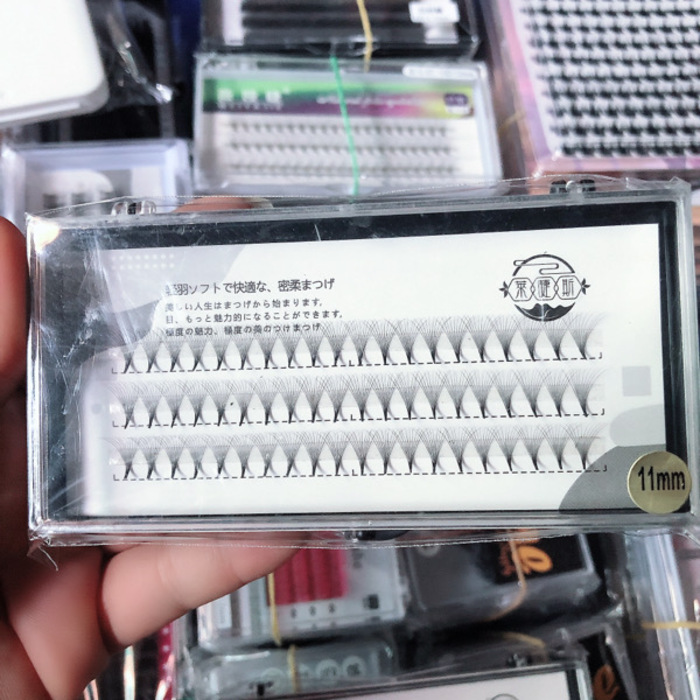 羽ソフトで快適な、密柔まつげ
美しい人生はまつげから始まります。
目、もっと魅力的になることができます。
極度の魅力、極度の美のつけまつげ
莱健斯
11mm